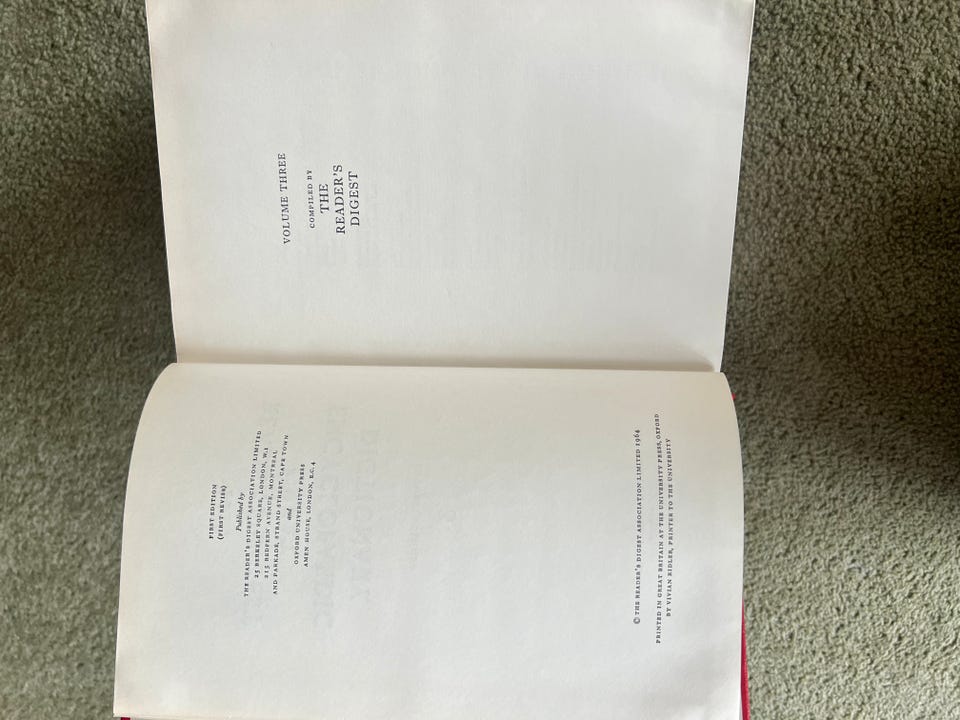 FIRST EDITION
(FIRST REVISE)
Published by
THE READER'S DIGEST ASSOCIATION LIMITED
25 BERKELEY SQUARE, LONDON, W.1
215 REDFERN AVENUE, MONTREAL
AND PARKADE, STRAND STREET, CAPE TOWN
and
OXFORD UNIVERSITY PRESS
AMEN HOUSE, LONDON, E.C.4
© THE READER'S DIGEST ASSOCIATION LIMITED 1964
PRINTED IN GREAT BRITAIN AT THE UNIVERSITY PRESS, OXFORD
BY VIVIAN RIDLER, PRINTER TO THE UNIVERSITY
VOLUME THREE
COMPILED BY
THE
READER'S
DIGEST